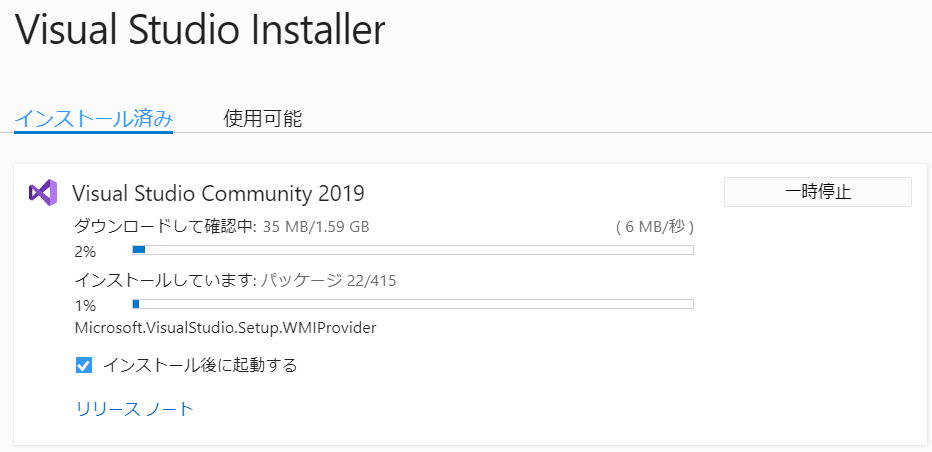 Visual Studio Installer
インストール済み 使用可能
Visual Studio Community 2019 一時停止
ダウンロードして確認中: 35 MB/1.59 GB ( 6 MB/秒 )
2%
インストールしています: パッケージ 22/415
1%
Microsoft.VisualStudio.Setup.WMIProvider
インストール後に起動する
リリース ノート